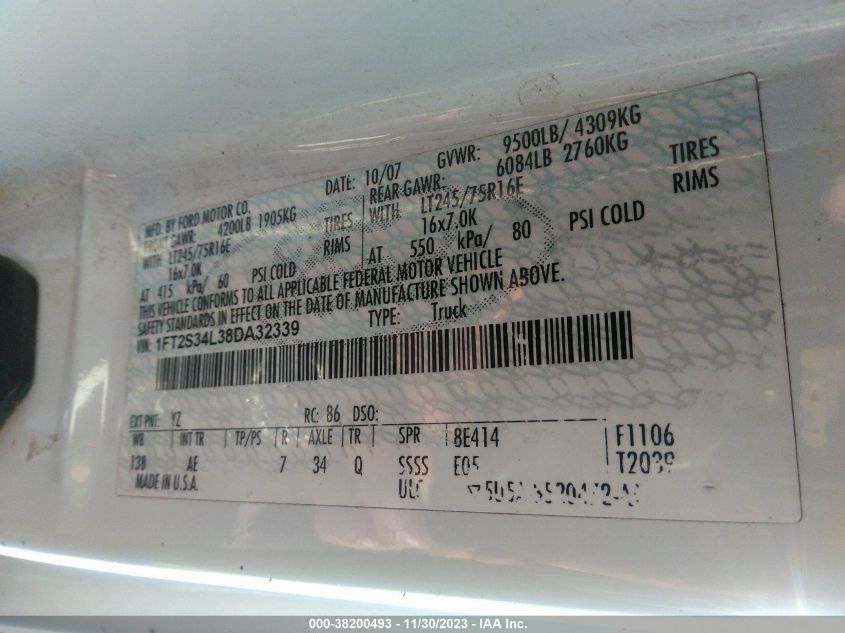 MFD. BY FORD MOTOR CO. DATE: 10/07 GVWR: 9500LB/ 4309KG
FRONT GAWR: 4200LB 1905KG REAR GAWR: 6084LB 2760KG
WITH LT245/75R16E TIRES WITH LT245/75R16E TIRES
16x7.0K RIMS 16x7.0K RIMS
AT 415 kPa/ 60 PSI COLD AT 550 kPa/ 80 PSI COLD
THIS VEHICLE CONFORMS TO ALL APPLICABLE FEDERAL MOTOR VEHICLE
SAFETY STANDARDS IN EFFECT ON THE DATE OF MANUFACTURE SHOWN ABOVE.
VIN: 1FT2S34L38DA32339 TYPE: Truck
EXT PNT: YZ RC: 86 DSO:
WB INT TR TP/PS R AXLE TR SPR 8E414 F1106
138 AE 7 34 Q SSSS E05 T2039
MADE IN U.S.A.
000-38200493 - 11/30/2023 - IAA Inc.